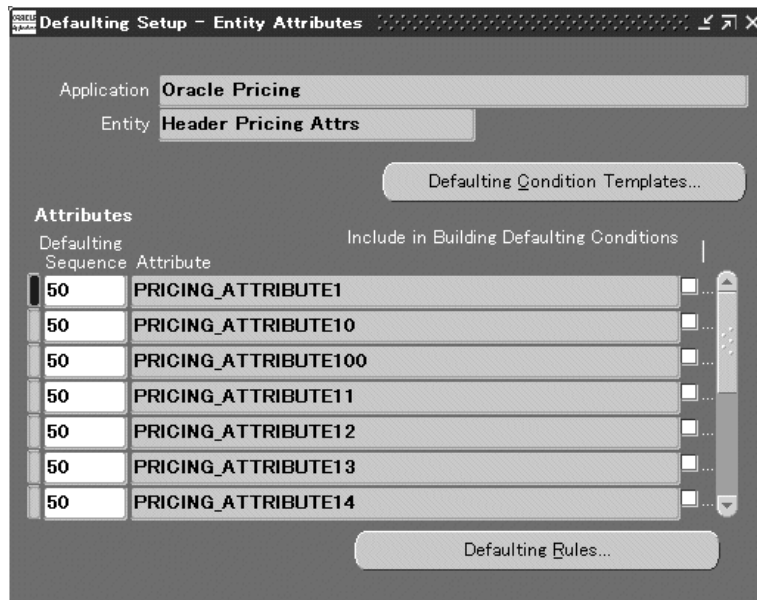 Defaulting Setup - Entity Attributes
Application Oracle Pricing
Entity Header Pricing Attrs
Defaulting Condition Templates...
Attributes
Include in Building Defaulting Conditions
Defaulting
Sequence Attribute
50 PRICING_ATTRIBUTE1 ...
50 PRICING_ATTRIBUTE10 ...
50 PRICING_ATTRIBUTE100 ...
50 PRICING_ATTRIBUTE11 ...
50 PRICING_ATTRIBUTE12 ...
50 PRICING_ATTRIBUTE13 ...
50 PRICING_ATTRIBUTE14 ...
Defaulting Rules...